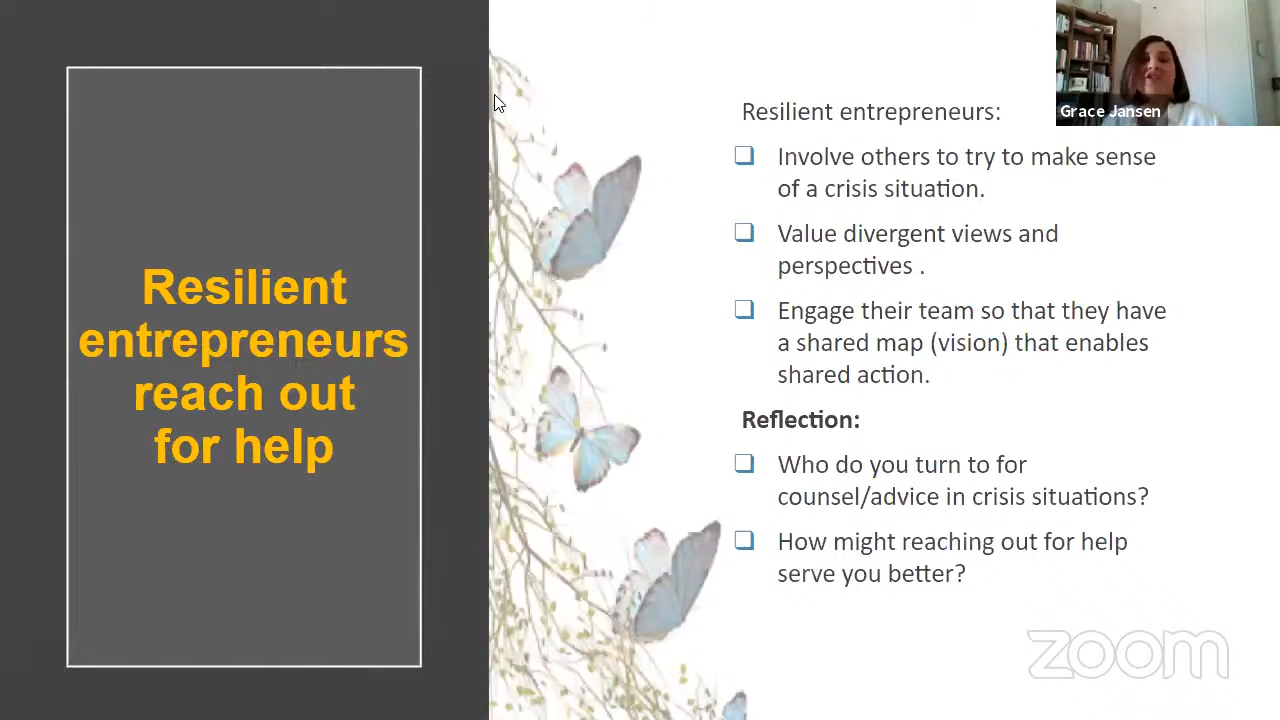 Resilient
entrepreneurs
reach out
for help
Resilient entrepreneurs:
Involve others to try to make sense
of a crisis situation.
Value divergent views and
perspectives .
Engage their team so that they have
a shared map (vision) that enables
shared action.
Reflection:
Who do you turn to for
counsel/advice in crisis situations?
How might reaching out for help
serve you better?
Grace Jansen
zoom